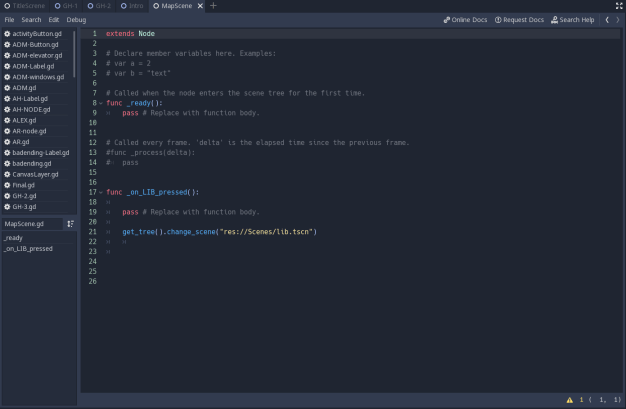 TitleScene GH-1 GH-2 Intro MapScene
File Search Edit Debug Online Docs Request Docs Search Help
activityButton.gd
ADM-Button.gd
ADM-elevator.gd
ADM-Label.gd
ADM-windows.gd
ADM.gd
AH-Label.gd
AH-NODE.gd
ALEX.gd
AR-node.gd
AR.gd
badending-Label.gd
badending.gd
CanvasLayer.gd
Final.gd
GH-2.gd
GH-3.gd
MapScene.gd
_ready
_on_LIB_pressed
1 extends Node
2
3 # Declare member variables here. Examples:
4 # var a = 2
5 # var b = "text"
6
7 # Called when the node enters the scene tree for the first time.
8 func _ready():
9 pass # Replace with function body.
10
11
12 # Called every frame. 'delta' is the elapsed time since the previous frame.
13 #func _process(delta):
14 # pass
15
16
17 func _on_LIB_pressed():
18
19 pass # Replace with function body.
20
21 get_tree().change_scene("res://Scenes/lib.tscn")
22
23
24
25
26
1 ( 1, 1)